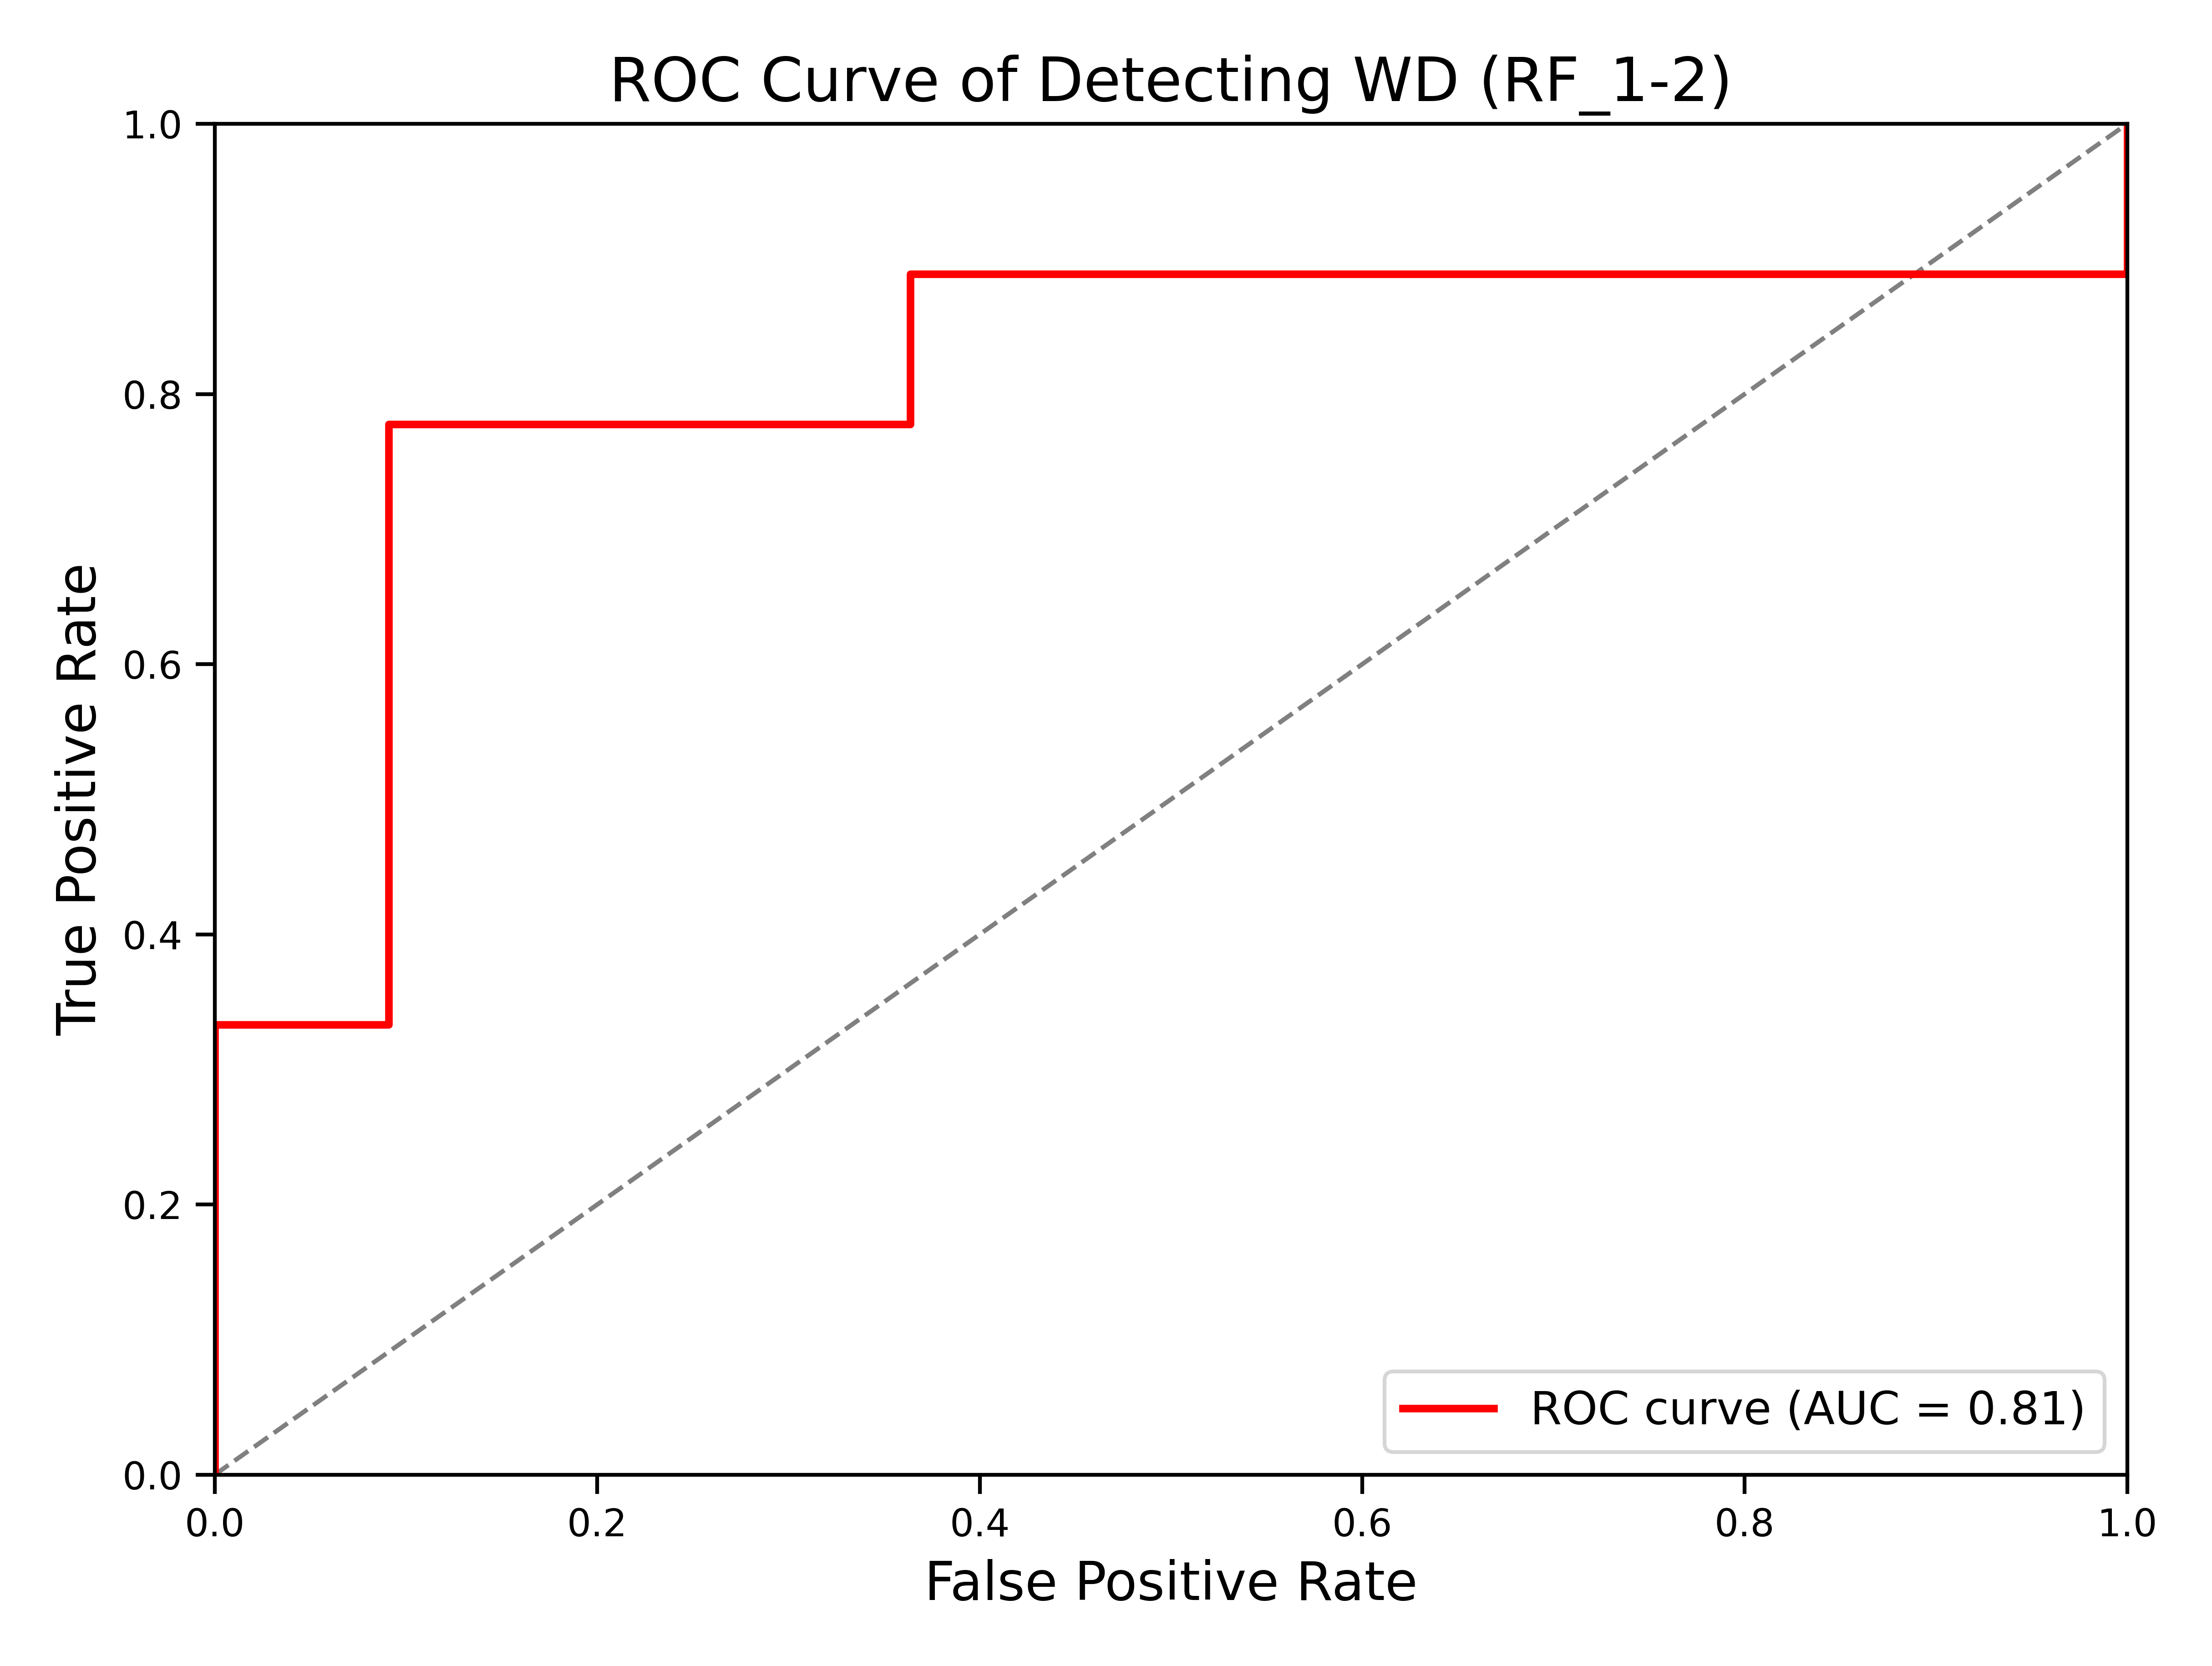 ROC Curve of Detecting WD (RF_1-2)
1.0
0.8
0.6
0.4
0.2
0.0
True Positive Rate
ROC curve (AUC = 0.81)
0.0 0.2 0.4 0.6 0.8 1.0
False Positive Rate